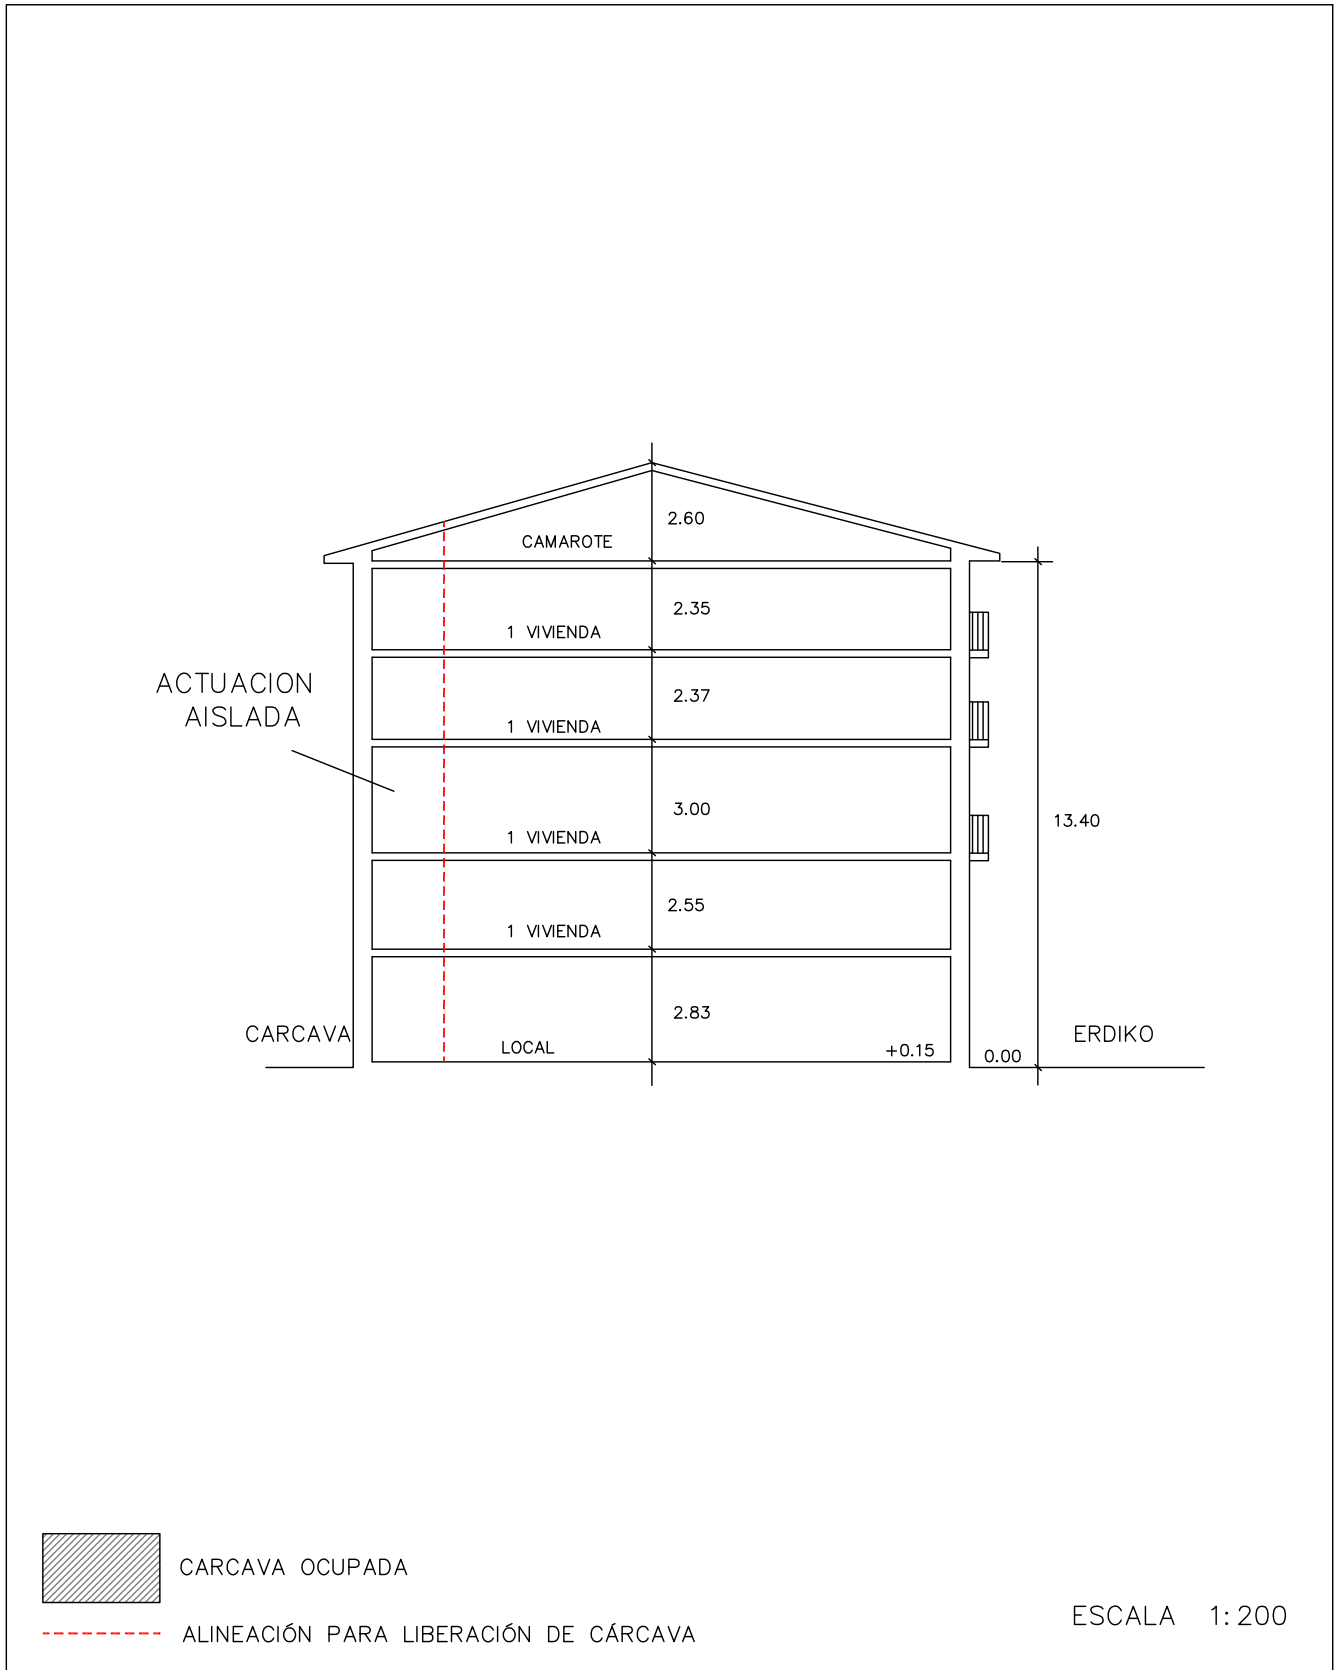 2.60
CAMAROTE
2.35
1 VIVIENDA
ACTUACION
AISLADA
2.37
1 VIVIENDA
3.00
1 VIVIENDA
13.40
2.55
1 VIVIENDA
2.83
CARCAVA
LOCAL
+0.15
0.00
ERDIKO
CARCAVA OCUPADA
ALINEACIÓN PARA LIBERACIÓN DE CÁRCAVA
ESCALA 1:200